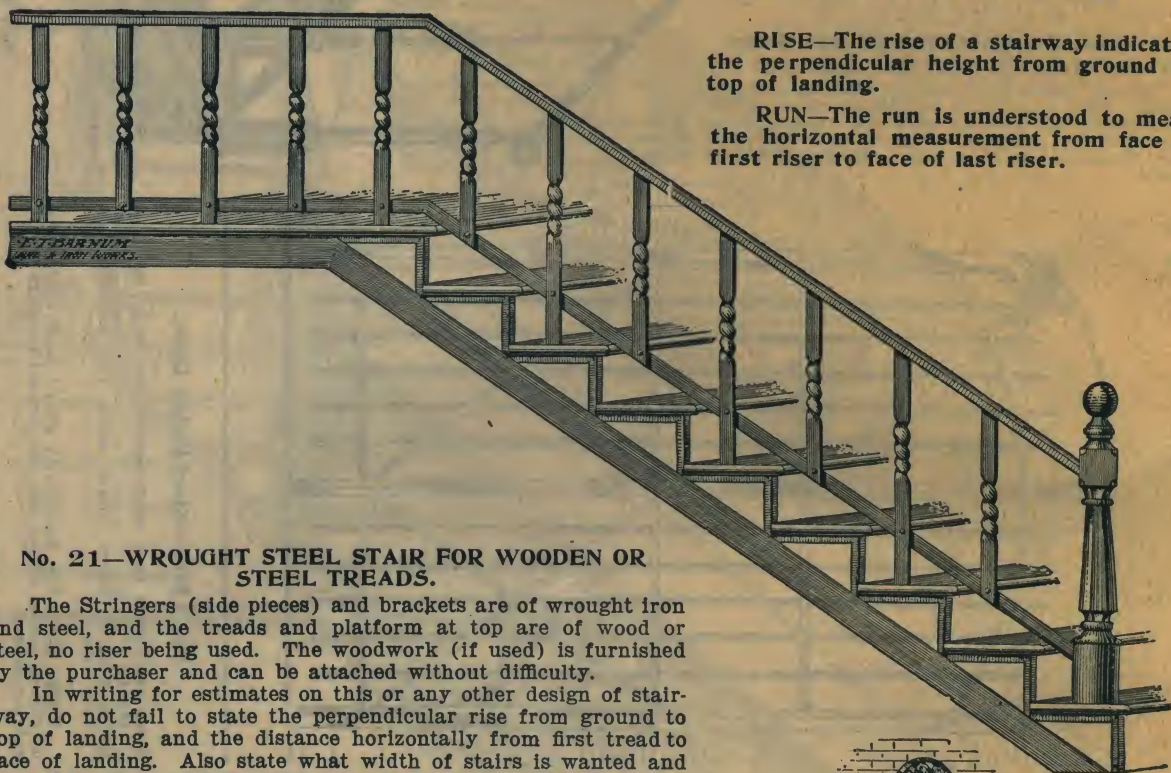 RISE—The rise of a stairway indicat
the perpendicular height from ground
top of landing.
RUN—The run is understood to mea
the horizontal measurement from face
first riser to face of last riser.
E·T·BARNUM
& IRON WORKS.
No. 21—WROUGHT STEEL STAIR FOR WOODEN OR
STEEL TREADS.
The Stringers (side pieces) and brackets are of wrought iron
nd steel, and the treads and platform at top are of wood or
teel, no riser being used. The woodwork (if used) is furnished
y the purchaser and can be attached without difficulty.
In writing for estimates on this or any other design of stair-
way, do not fail to state the perpendicular rise from ground to
op of landing, and the distance horizontally from first tread to
ace of landing. Also state what width of stairs is wanted and